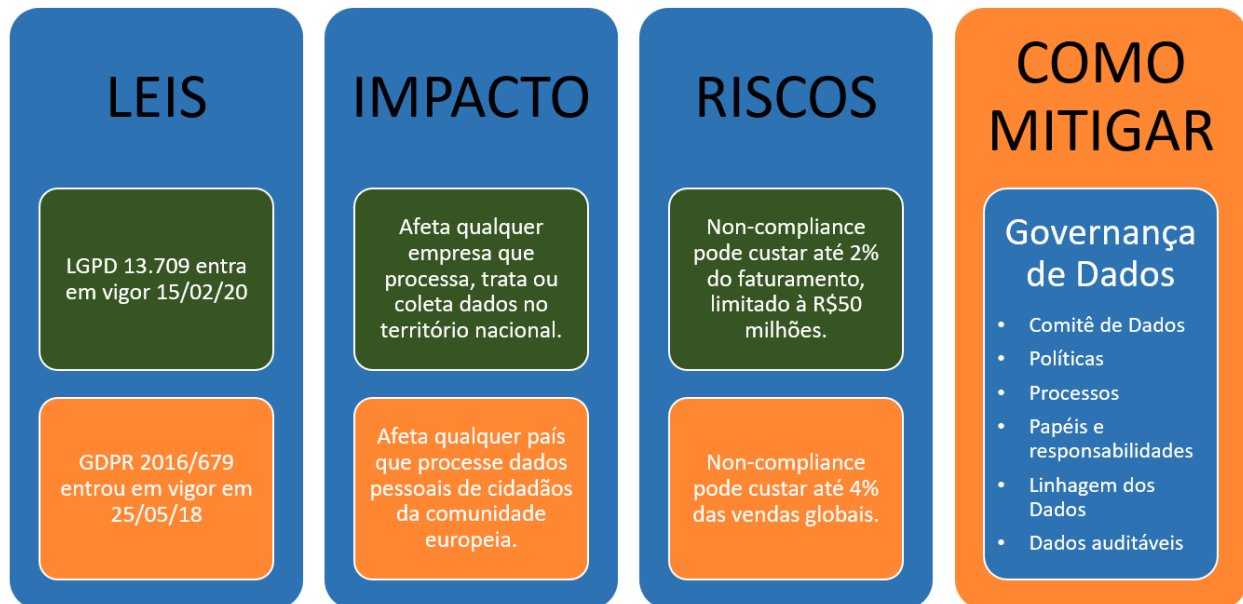 LEIS
LGPD 13.709 entra
em vigor 15/02/20
GDPR 2016/679
entrou em vigor em
25/05/18
IMPACTO
Afeta qualquer
empresa que
processa, trata ou
coleta dados no
território nacional.
Afeta qualquer país
que processe dados
pessoais de cidadãos
da comunidade
europeia.
RISCOS
Non-compliance
pode custar até 2%
do faturamento,
limitado à R$50
milhões.
Non-compliance
pode custar até 4%
das vendas globais.
COMO
MITIGAR
Governança
de Dados
• Comitê de Dados
• Políticas
• Processos
• Papéis e
responsabilidades
• Linhagem dos
Dados
• Dados auditáveis